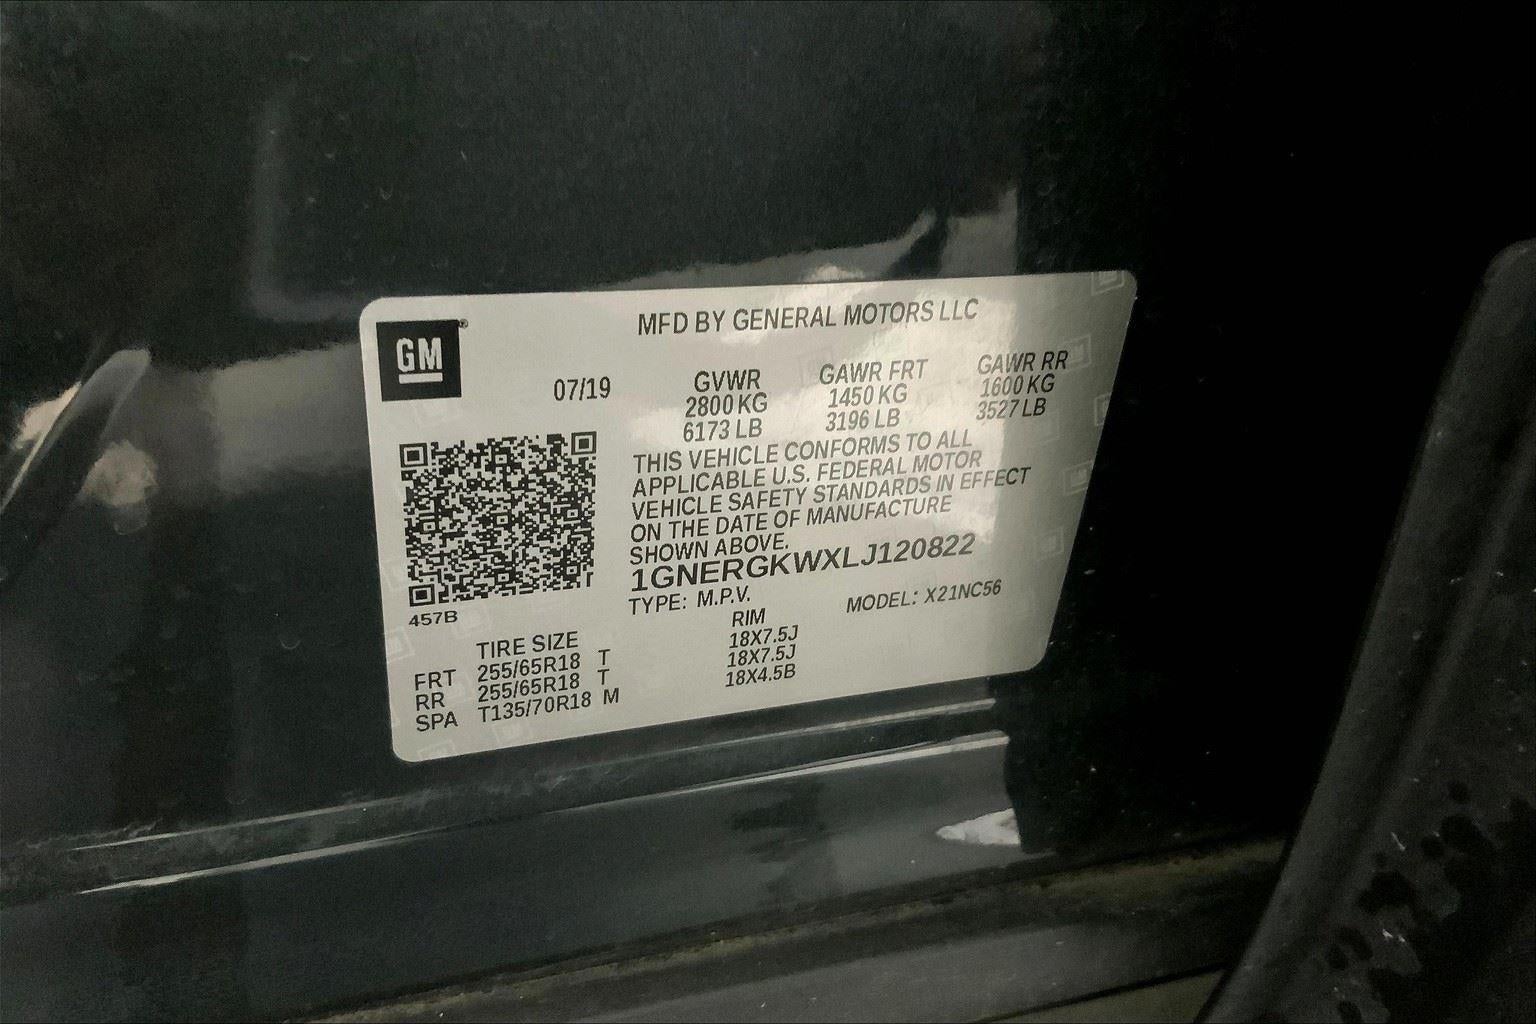 GM
MFD BY GENERAL MOTORS LLC
07/19
GVWR GAWR FRT GAWR RR
2800 KG 1450 KG 1600 KG
6173 LB 3196 LB 3527 LB
THIS VEHICLE CONFORMS TO ALL
APPLICABLE U.S. FEDERAL MOTOR
VEHICLE SAFETY STANDARDS IN EFFECT
ON THE DATE OF MANUFACTURE
SHOWN ABOVE.
1GNERGKWXLJ120822
TYPE: M.P.V. MODEL: X21NC56
457B
TIRE SIZE RIM
FRT 255/65R18 T 18X7.5J
RR 255/65R18 T 18X7.5J
SPA T135/70R18 M 18X4.5B